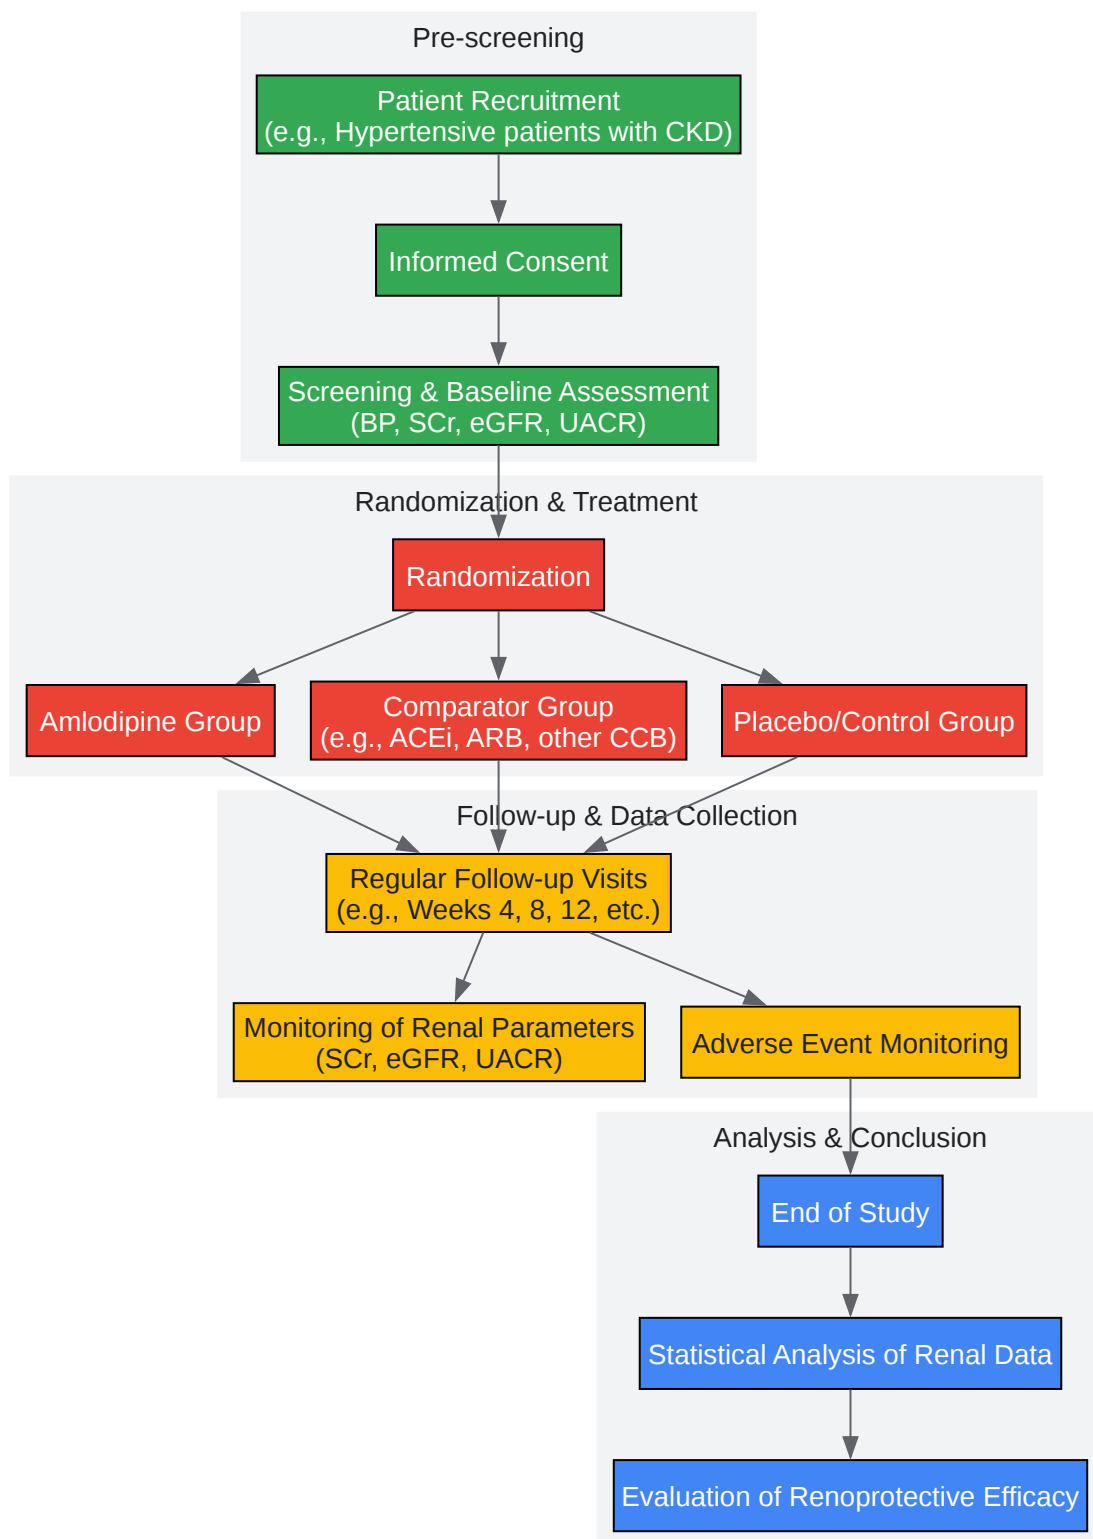 Pre-screening
Patient Recruitment
(e.g., Hypertensive patients with CKD)
Informed Consent
Screening & Baseline Assessment
(BP, SCr, eGFR, UACR)
Randomization & Treatment
Randomization
Amlodipine Group
Comparator Group
(e.g., ACEi, ARB, other CCB)
Placebo/Control Group
Follow-up & Data Collection
Regular Follow-up Visits
(e.g., Weeks 4, 8, 12, etc.)
Monitoring of Renal Parameters
(SCr, eGFR, UACR)
Adverse Event Monitoring
Analysis & Conclusion
End of Study
Statistical Analysis of Renal Data
Evaluation of Renoprotective Efficacy